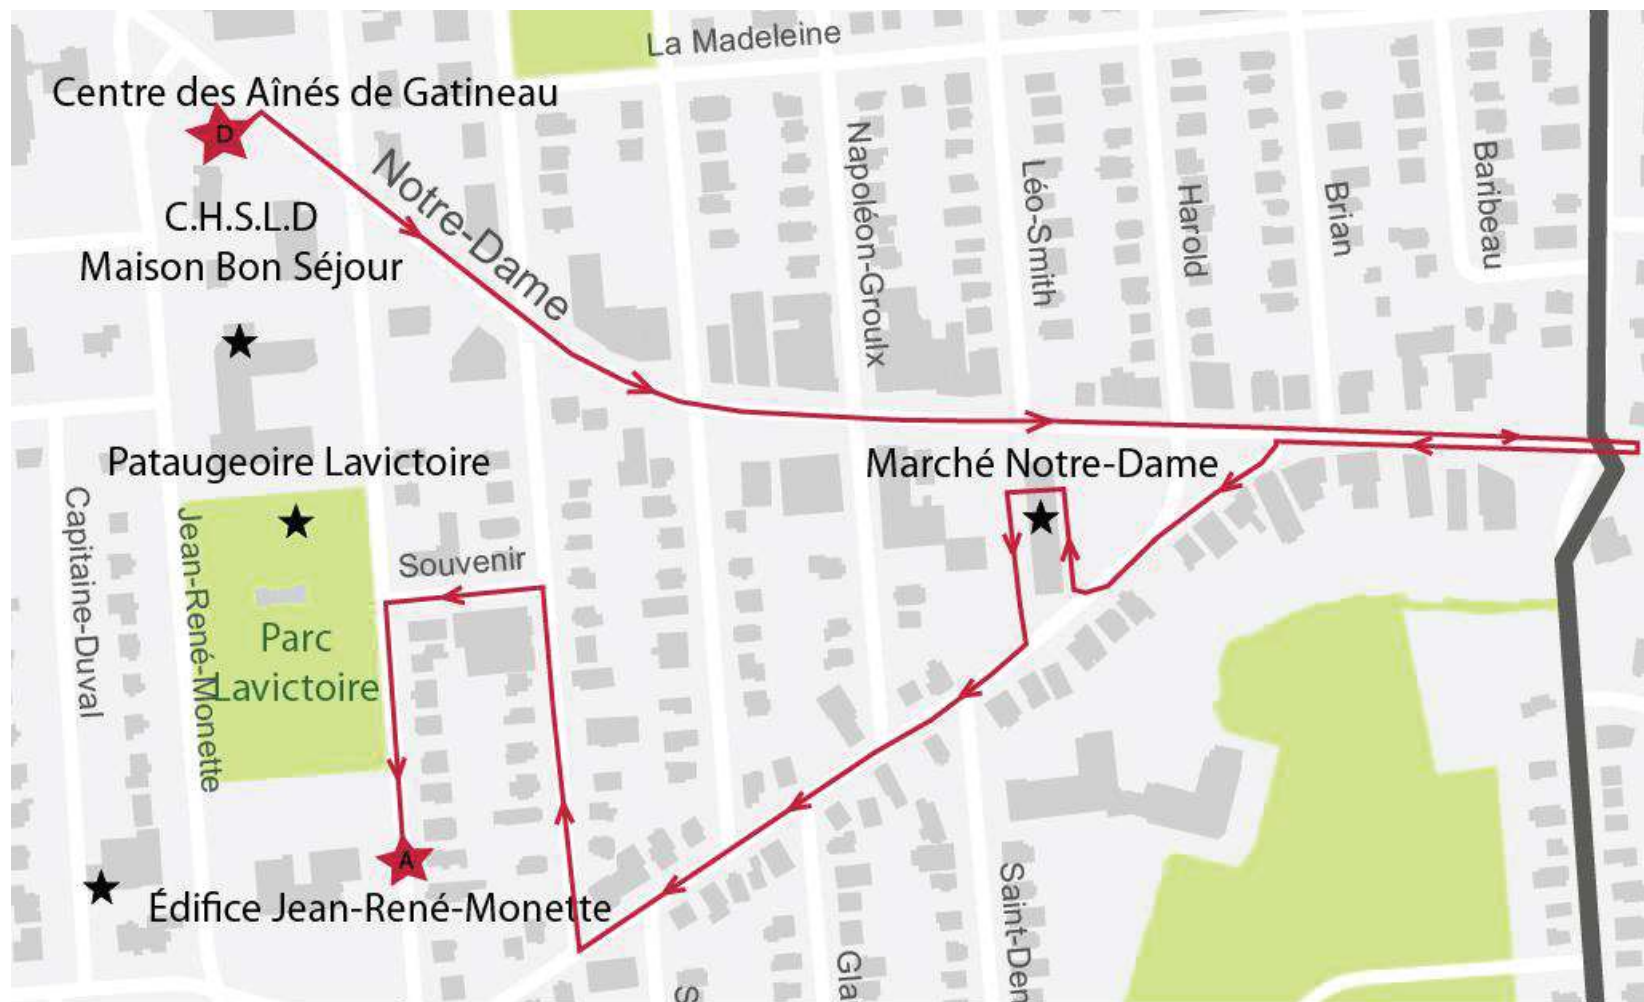 La Madeleine
Centre des Aînés de Gatineau
D
Notre-Dame
Napoléon-Groulx
Léo-Smith
Harold
Brian
Baribeau
C.H.S.L.D
Maison Bon Séjour
Pataugeoire Lavictoire
Marché Notre-Dame
Capitaine-Duval
Jean-René-Monette
Souvenir
Parc
Lavictoire
A
Édifice Jean-René-Monette
Saint-Den
Gla
S